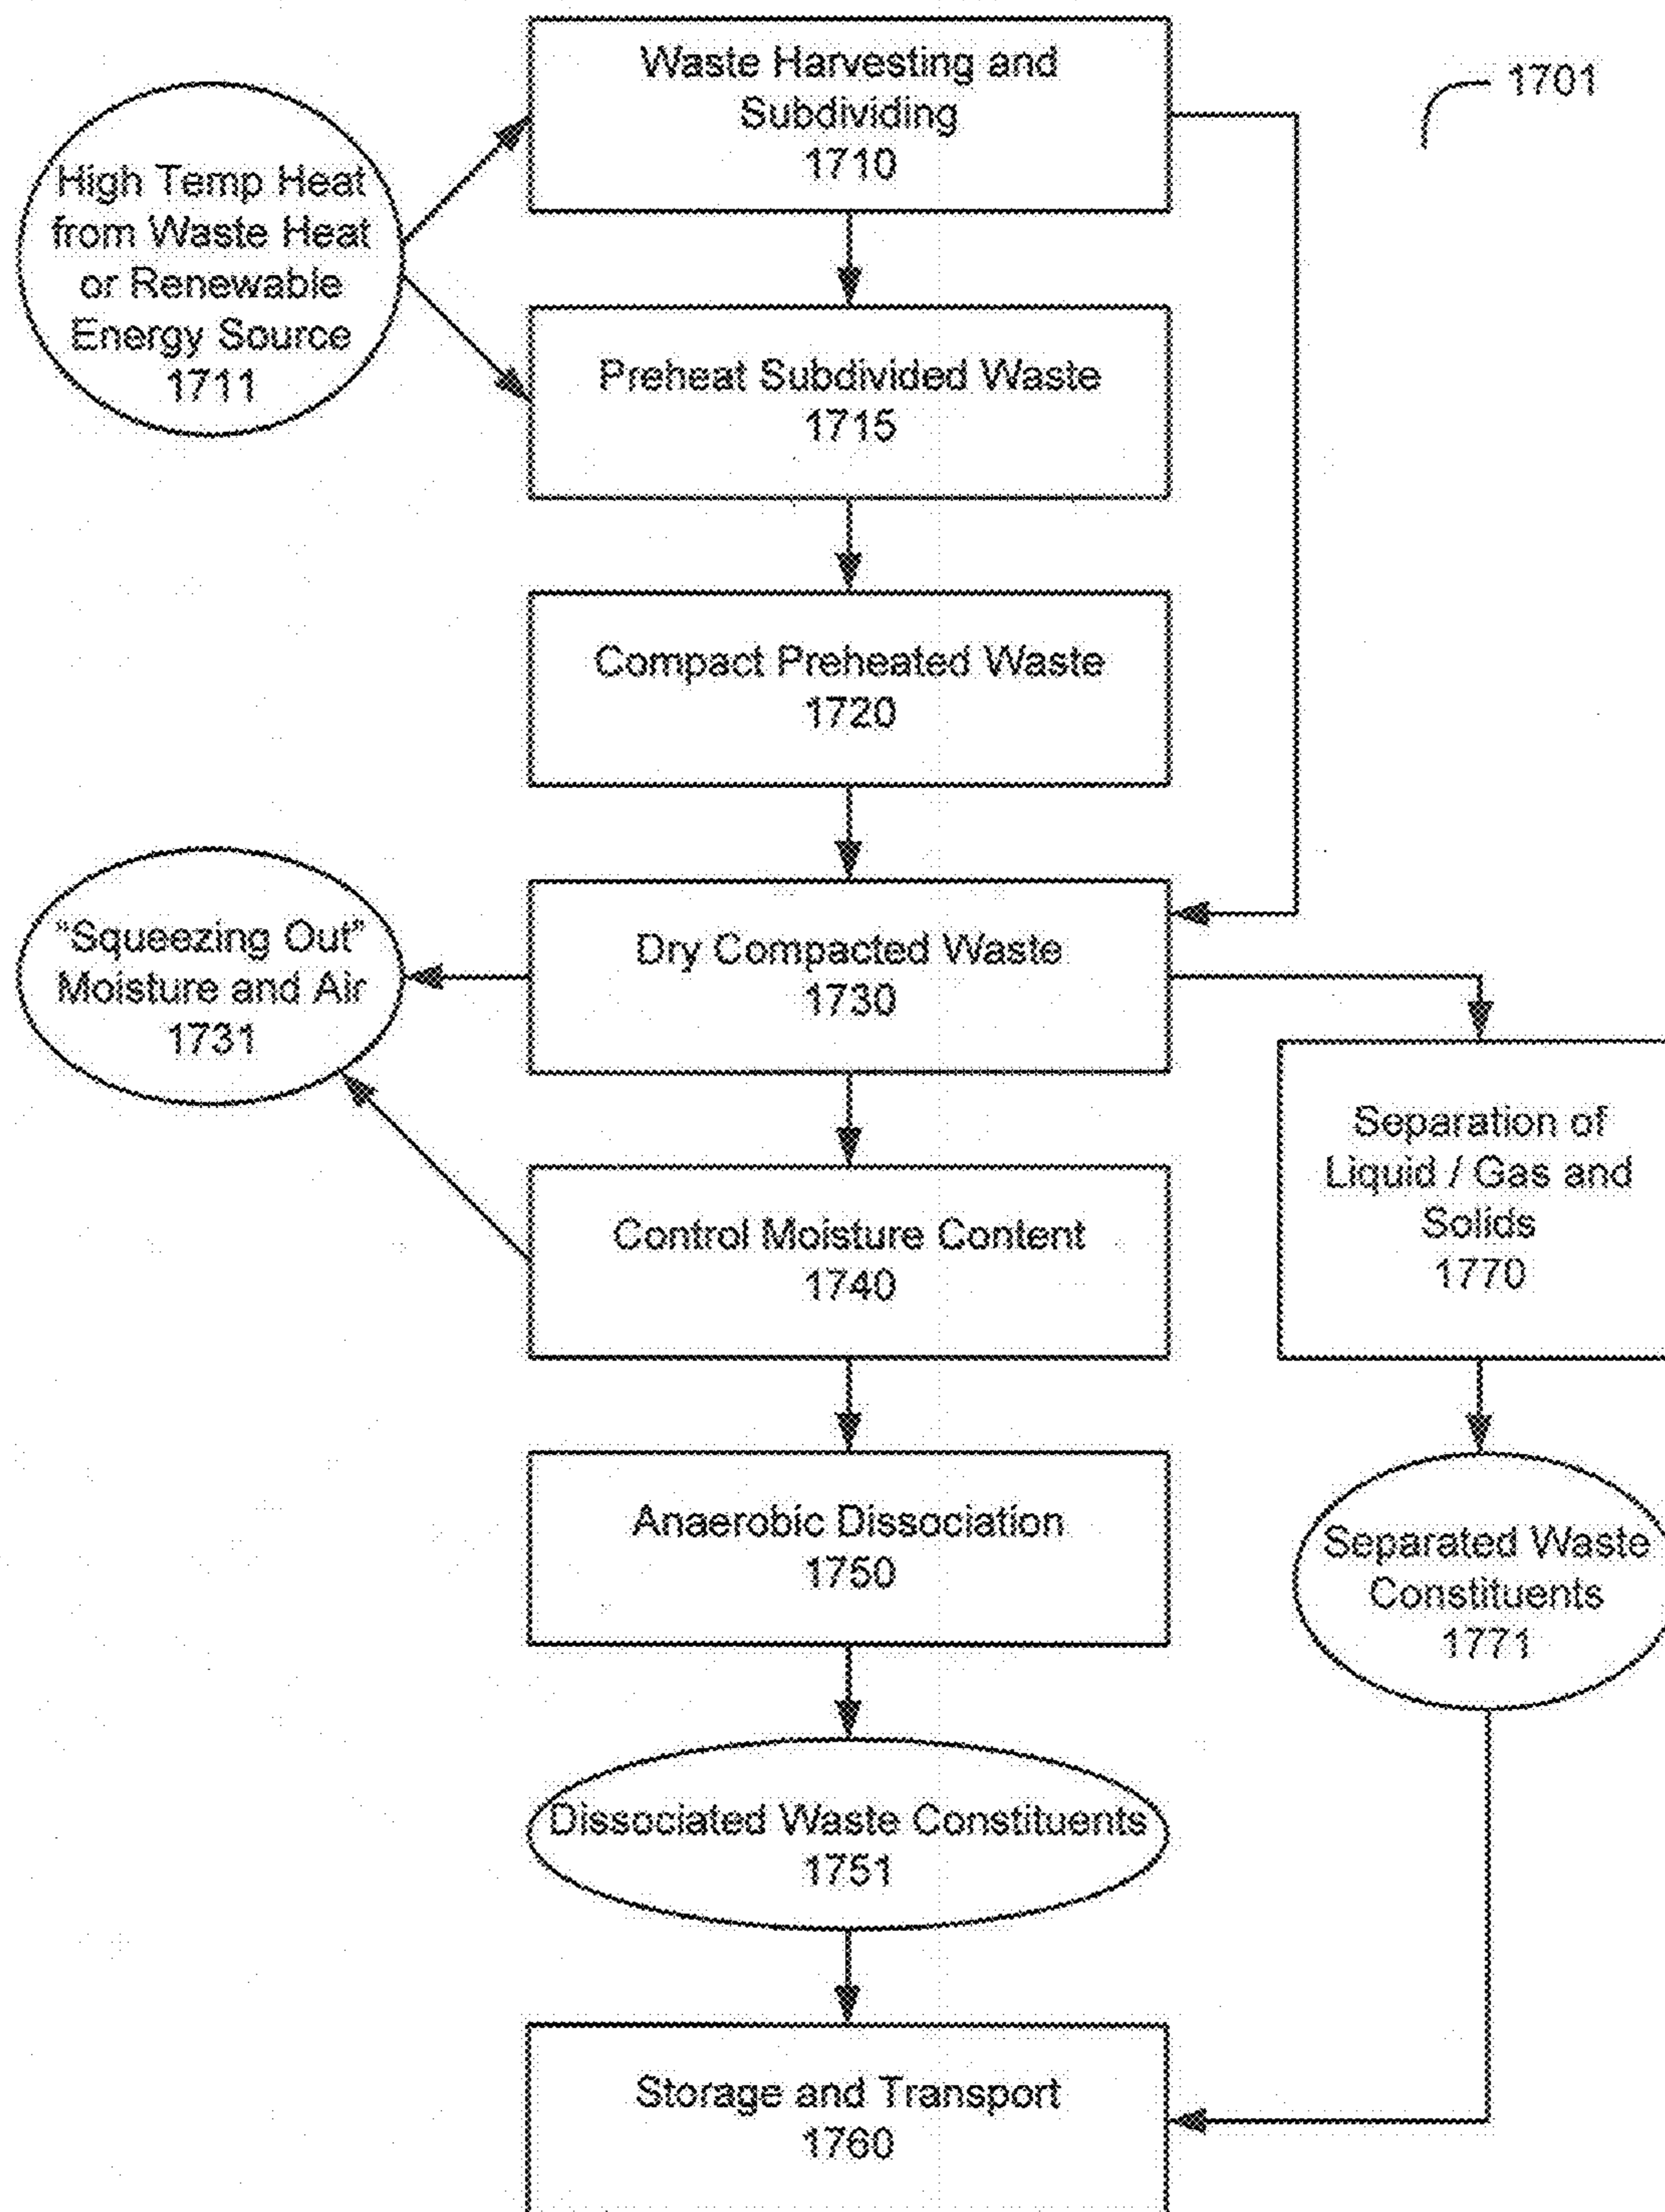 Waste Harvesting and
Subdividing
1710
1701
High Temp Heat
from Waste Heat
or Renewable
Energy Source
1711
Preheat Subdivided Waste
1715
Compact Preheated Waste
1720
"Squeezing Out"
Moisture and Air
1731
Dry Compacted Waste
1730
Separation of
Liquid / Gas and
Solids
1770
Control Moisture Content
1740
Anaerobic Dissociation
1750
Separated Waste
Constituents
1771
Dissociated Waste Constituents
1751
Storage and Transport
1760